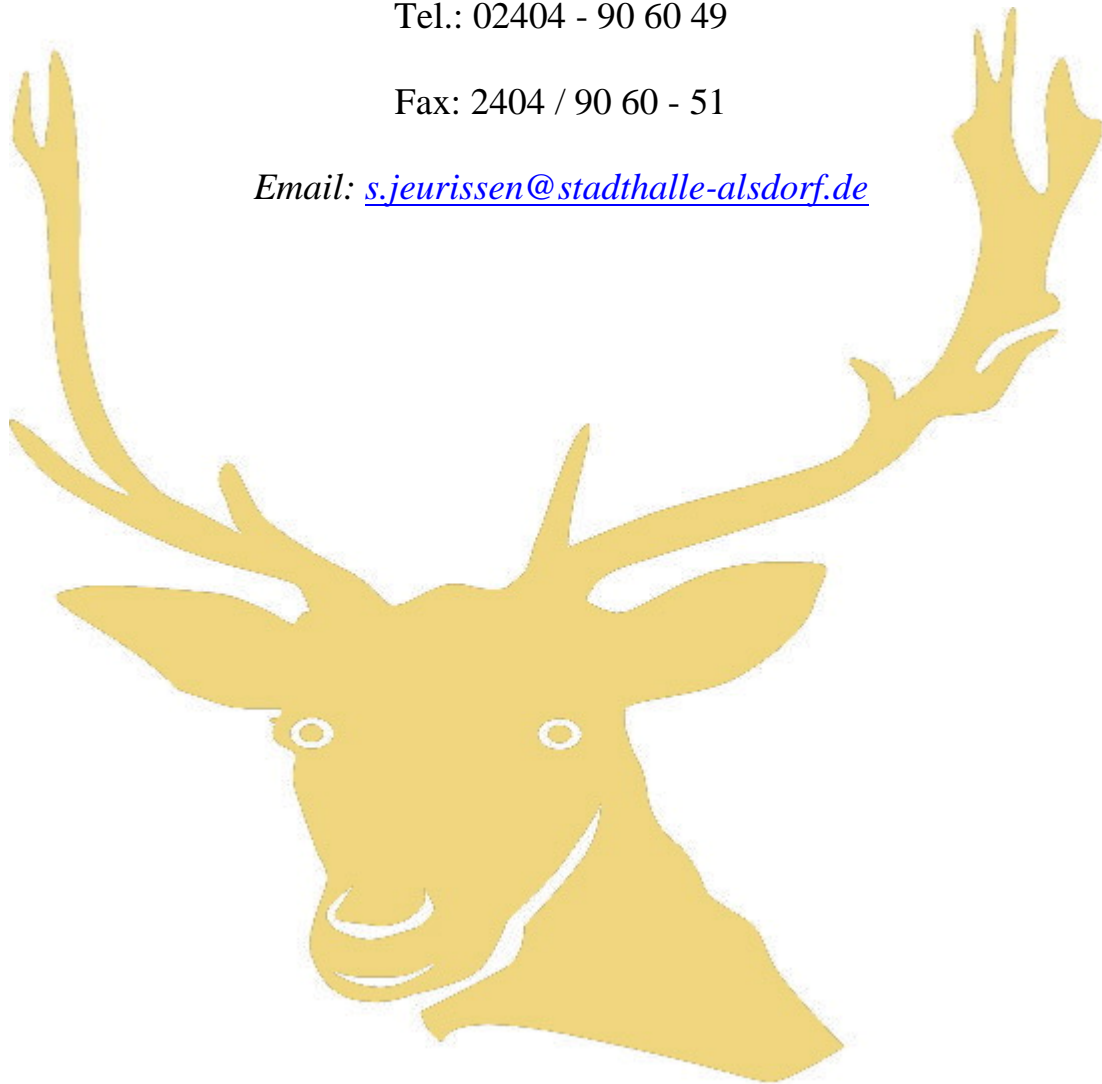 Tel.: 02404 - 90 60 49
Fax: 2404 / 90 60 - 51
Email: s.jeurissen@stadthalle-alsdorf.de